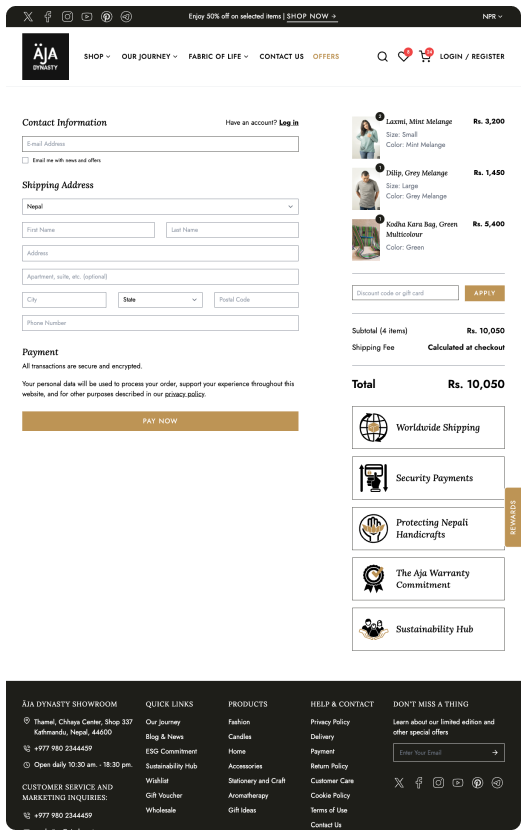 Enjoy 50% off on selected items | SHOP NOW →
NPR
ÄJA
DYNASTY
SHOP
OUR JOURNEY
FABRIC OF LIFE
CONTACT US
OFFERS
LOGIN / REGISTER
Contact Information
Have an account? Log in
E-mail Address
Email me with news and offers
Shipping Address
Nepal
First Name
Last Name
Address
Apartment, suite, etc. (optional)
City
State
Postal Code
Phone Number
Payment
All transactions are secure and encrypted.
Your personal data will be used to process your order, support your experience throughout this
website, and for other purposes described in our privacy policy.
PAY NOW
2
Laxmi, Mint Melange
Rs. 3,200
Size: Small
Color: Mint Melange
1
Dilip, Grey Melange
Rs. 1,450
Size: Large
Color: Grey Melange
1
Kodha Kara Bag, Green
Multicolour
Rs. 5,400
Color: Green
Discount code or gift card
APPLY
Subtotal (4 items)
Rs. 10,050
Shipping Fee
Calculated at checkout
Total
Rs. 10,050
Worldwide Shipping
Security Payments
Protecting Nepali
Handicrafts
The Aja Warranty
Commitment
Sustainability Hub
REWARDS
ÄJA DYNASTY SHOWROOM
Thamel, Chhaya Center, Shop 337
Kathmandu, Nepal, 44600
+977 980 2344459
Open daily 10:30 am. - 18:30 pm.
CUSTOMER SERVICE AND
MARKETING INQUIRIES:
+977 980 2344459
QUICK LINKS
Our Journey
Blog & News
ESG Commitment
Sustainability Hub
Wishlist
Gift Voucher
Wholesale
PRODUCTS
Fashion
Candles
Home
Accessories
Stationery and Craft
Aromatherapy
Gift Ideas
HELP & CONTACT
Privacy Policy
Delivery
Payment
Return Policy
Customer Care
Cookie Policy
Terms of Use
Contact Us
DON'T MISS A THING
Learn about our limited edition and
other special offers
Enter Your Email